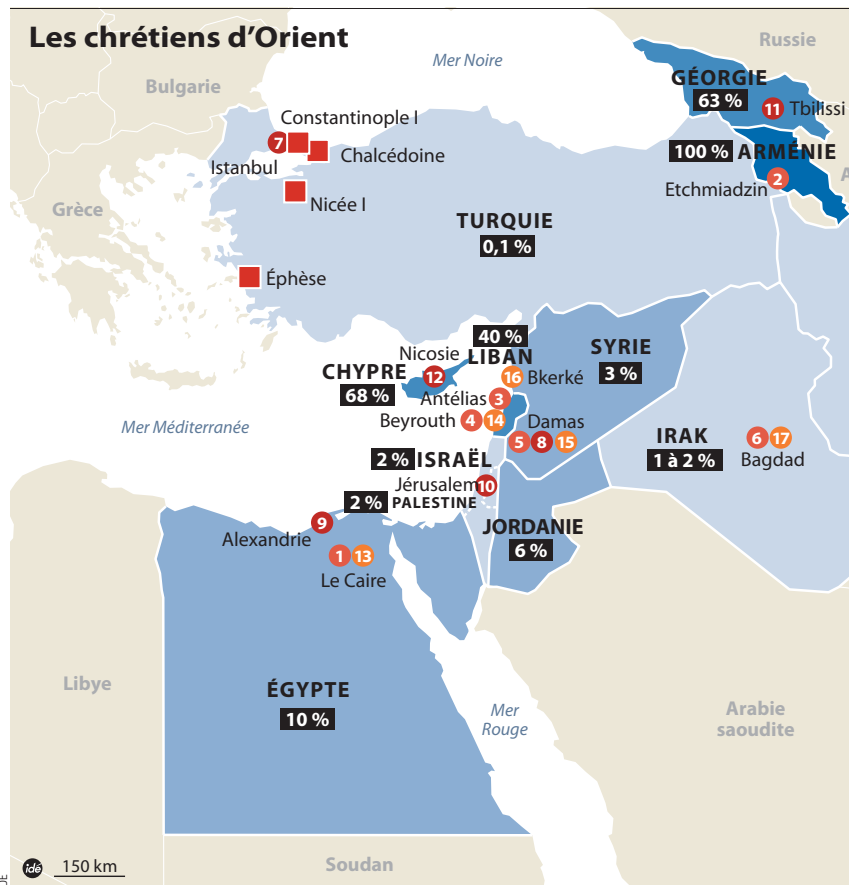 Les chrétiens d'Orient
Russie
Mer Noire
Bulgarie
GÉORGIE
63 %
11 Tbilissi
Constantinople I
7
Chalcédoine
Istanbul
100 % ARMÉNIE
2
Etchmiadzin
A
Nicée I
Grèce
TURQUIE
0,1 %
Éphèse
40 %
LIBAN
SYRIE
3 %
Nicosie
12
CHYPRE
68 %
16 Bkerké
Antélias 3
Beyrouth 4 14
Damas
5 8 15
Mer Méditerranée
IRAK
1 à 2 %
6 17
Bagdad
2 % ISRAËL
Jérusalem 10
2 % PALESTINE
9
Alexandrie
JORDANIE
6 %
1 13
Le Caire
Libye
ÉGYPTE
10 %
Mer
Rouge
Arabie
saoudite
idé 150 km
Soudan